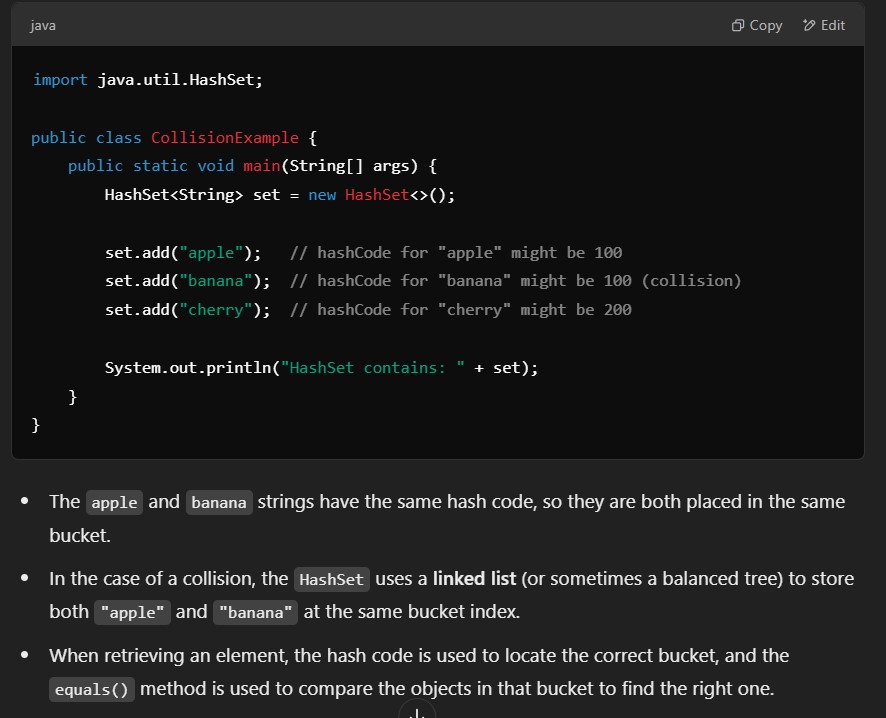 java Copy Edit
import java.util.HashSet;
public class CollisionExample {
    public static void main(String[] args) {
        HashSet<String> set = new HashSet<>();
        set.add("apple");   // hashCode for "apple" might be 100
        set.add("banana");  // hashCode for "banana" might be 100 (collision)
        set.add("cherry");  // hashCode for "cherry" might be 200
        System.out.println("HashSet contains: " + set);
    }
}
• The apple and banana strings have the same hash code, so they are both placed in the same
bucket.
• In the case of a collision, the HashSet uses a linked list (or sometimes a balanced tree) to store
both "apple" and "banana" at the same bucket index.
• When retrieving an element, the hash code is used to locate the correct bucket, and the
equals() method is used to compare the objects in that bucket to find the right one.